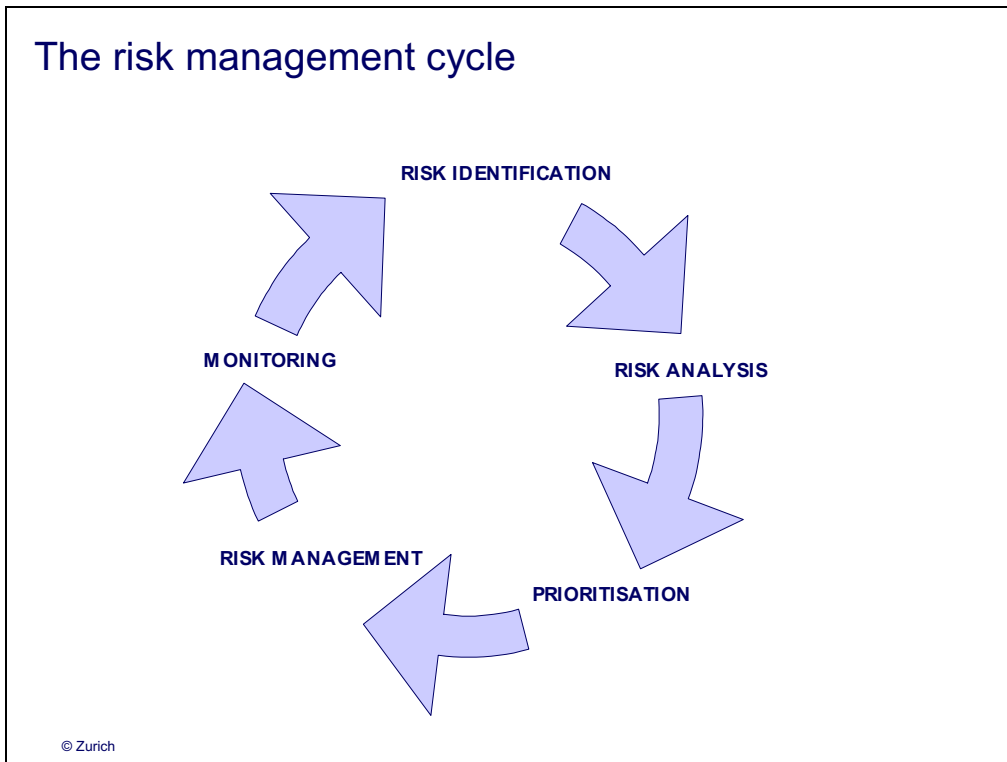 The risk management cycle
RISK IDENTIFICATION
MONITORING
RISK ANALYSIS
RISK MANAGEMENT
PRIORITISATION
© Zurich